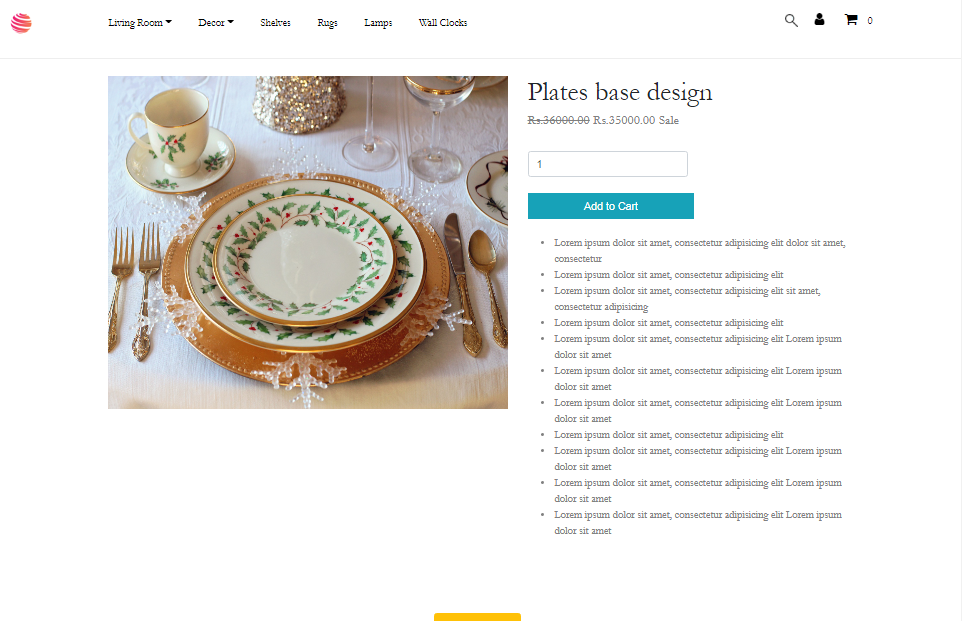 Living Room Decor Shelves Rugs Lamps Wall Clocks 0
Plates base design
Rs.36000.00 Rs.35000.00 Sale
1
Add to Cart
Lorem ipsum dolor sit amet, consectetur adipisicing elit dolor sit amet,
consectetur
Lorem ipsum dolor sit amet, consectetur adipisicing elit
Lorem ipsum dolor sit amet, consectetur adipisicing elit sit amet,
consectetur adipisicing
Lorem ipsum dolor sit amet, consectetur adipisicing elit
Lorem ipsum dolor sit amet, consectetur adipisicing elit Lorem ipsum
dolor sit amet
Lorem ipsum dolor sit amet, consectetur adipisicing elit Lorem ipsum
dolor sit amet
Lorem ipsum dolor sit amet, consectetur adipisicing elit Lorem ipsum
dolor sit amet
Lorem ipsum dolor sit amet, consectetur adipisicing elit
Lorem ipsum dolor sit amet, consectetur adipisicing elit Lorem ipsum
dolor sit amet
Lorem ipsum dolor sit amet, consectetur adipisicing elit Lorem ipsum
dolor sit amet
Lorem ipsum dolor sit amet, consectetur adipisicing elit Lorem ipsum
dolor sit amet